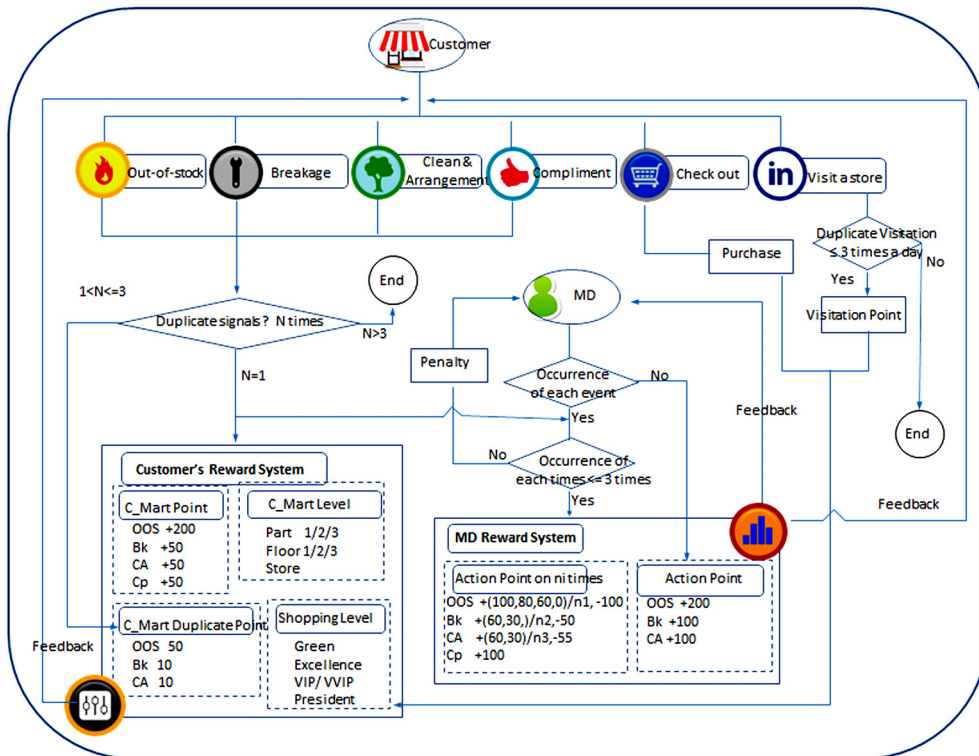 Customer
Out-of-stock
Breakage
Clean &
Arrangement
Compliment
Check out
in
Visit a store
Duplicate Visitation
≤ 3 times a day
Purchase
No
Yes
Visitation Point
End
1<N<=3
Duplicate signals ? N times
N>3
MD
Penalty
N=1
Occurrence
of each event
No
Yes
Feedback
End
No
Occurrence of
each times <= 3 times
Yes
Feedback
Customer's Reward System
C_Mart Point
OOS +200
Bk +50
CA +50
Cp +50
C_Mart Level
Part 1/2/3
Floor 1/2/3
Store
C_Mart Duplicate Point
OOS 50
Bk 10
CA 10
Shopping Level
Green
Excellence
VIP/ VVIP
President
Feedback
MD Reward System
Action Point on ni times
OOS +(100,80,60,0)/n1, -100
Bk +(60,30,)/n2,-50
CA +(60,30)/n3,-55
Cp +100
Action Point
OOS +200
Bk +100
CA +100